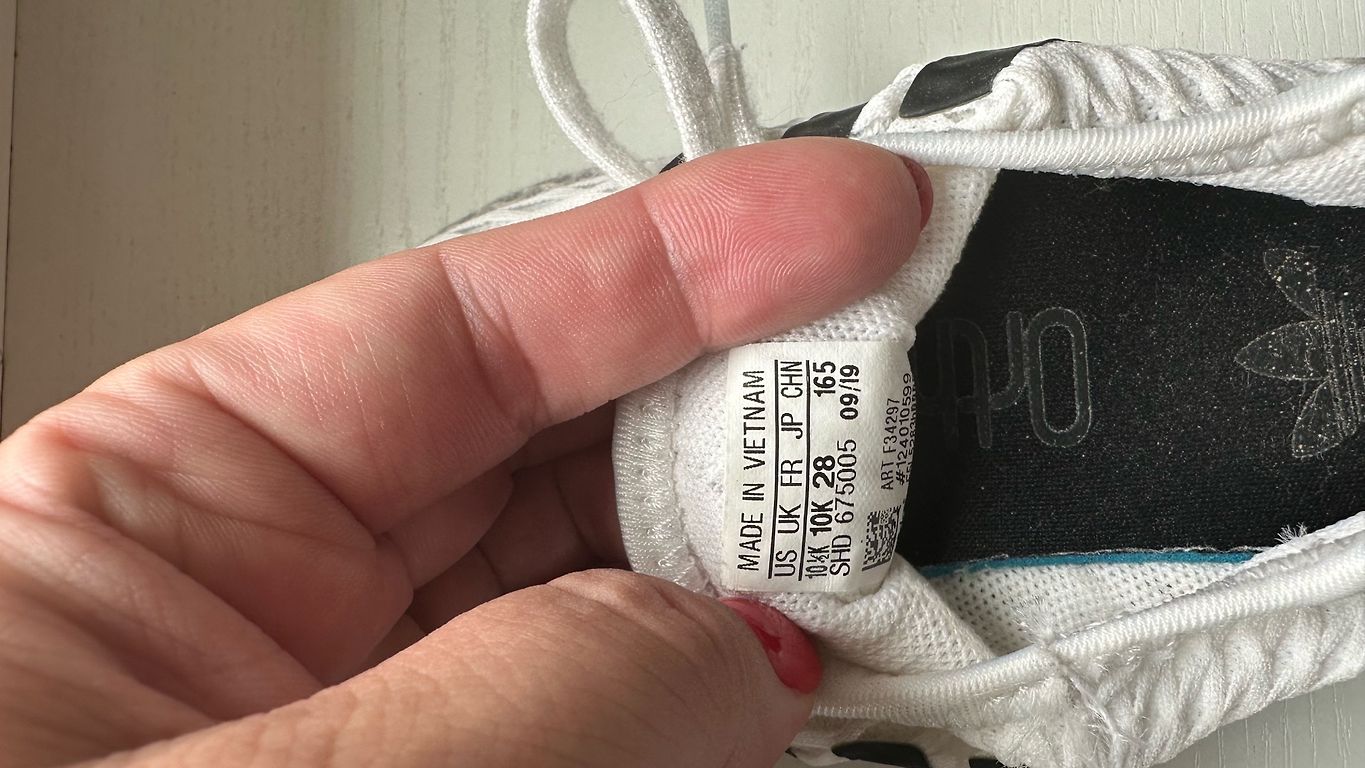 MADE IN VIETNAM
US UK FR JP CHN
10½K 10K 28 165
SHD 675005 09/19
ART F34297
#124010599
ortho